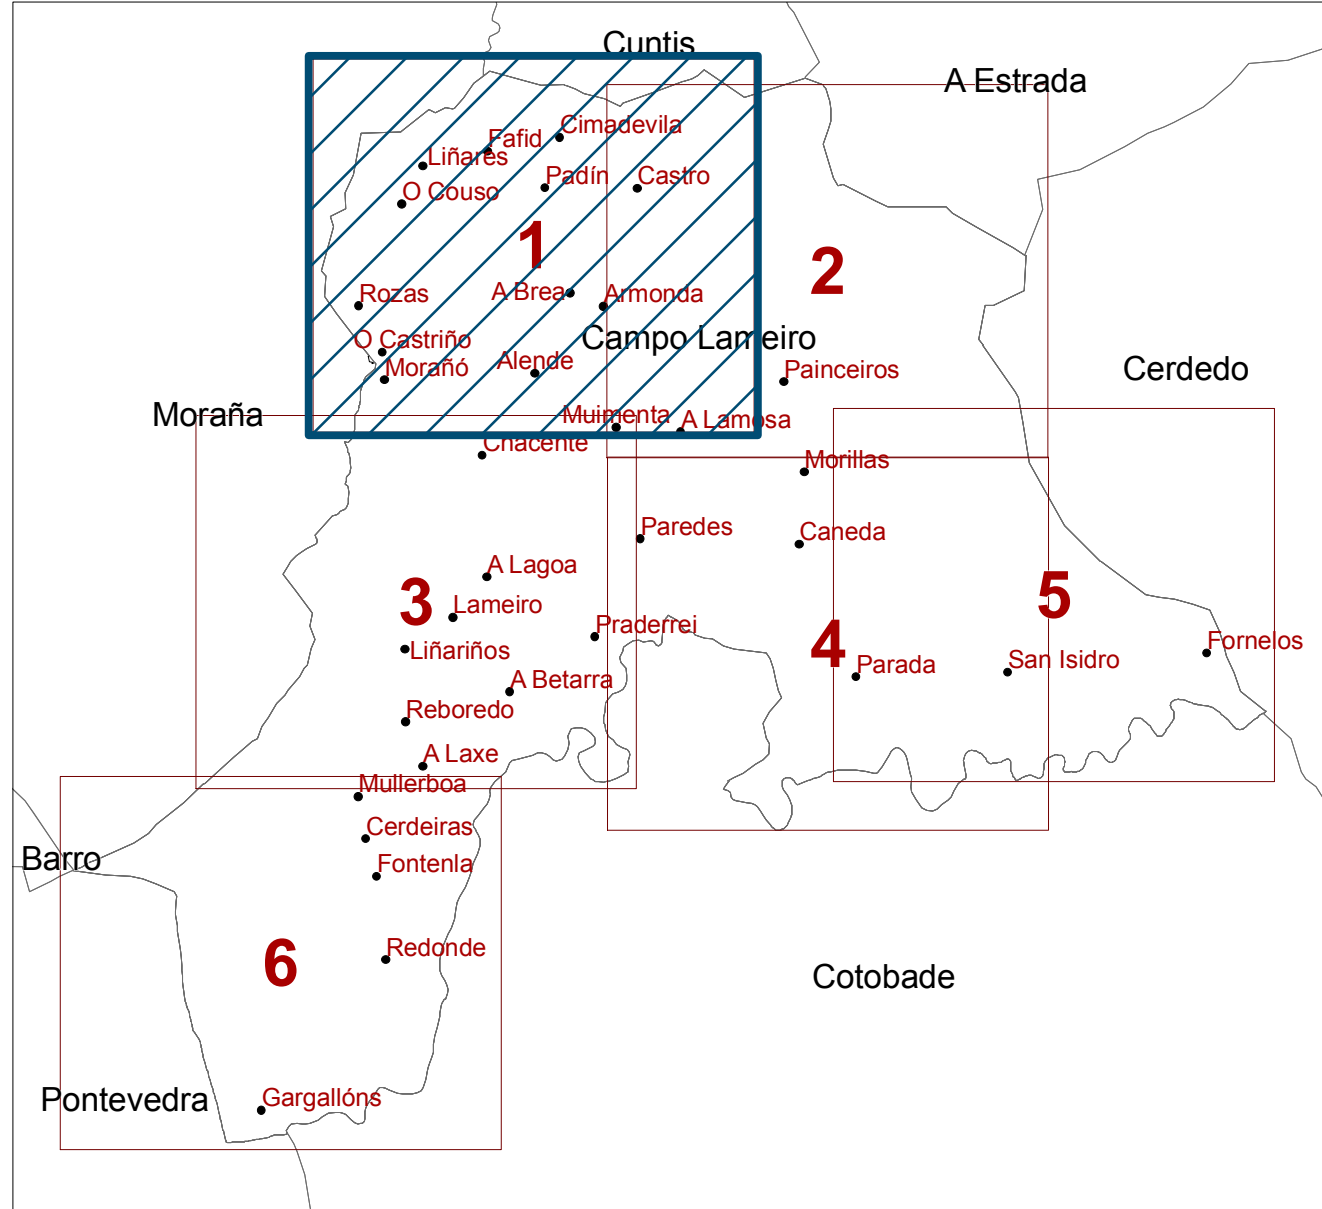 Cuntis
A Estrada
Cimadevila
Fafid
Liñares
Padín
Castro
O Couso
1
2
Rozas
A Brea
Armonda
O Castriño
Campo Lameiro
Morañó
Alende
Painceiros
Cerdedo
Moraña
Muimenta
A Lamosa
Chacente
Morillas
Paredes
Caneda
A Lagoa
3
Lameiro
5
Praderrei
4
Liñariños
Parada
San Isidro
Fornelos
A Betarra
Reboredo
A Laxe
Mullerboa
Cerdeiras
Barro
Fontenla
Redonde
6
Cotobade
Pontevedra
Gargallóns